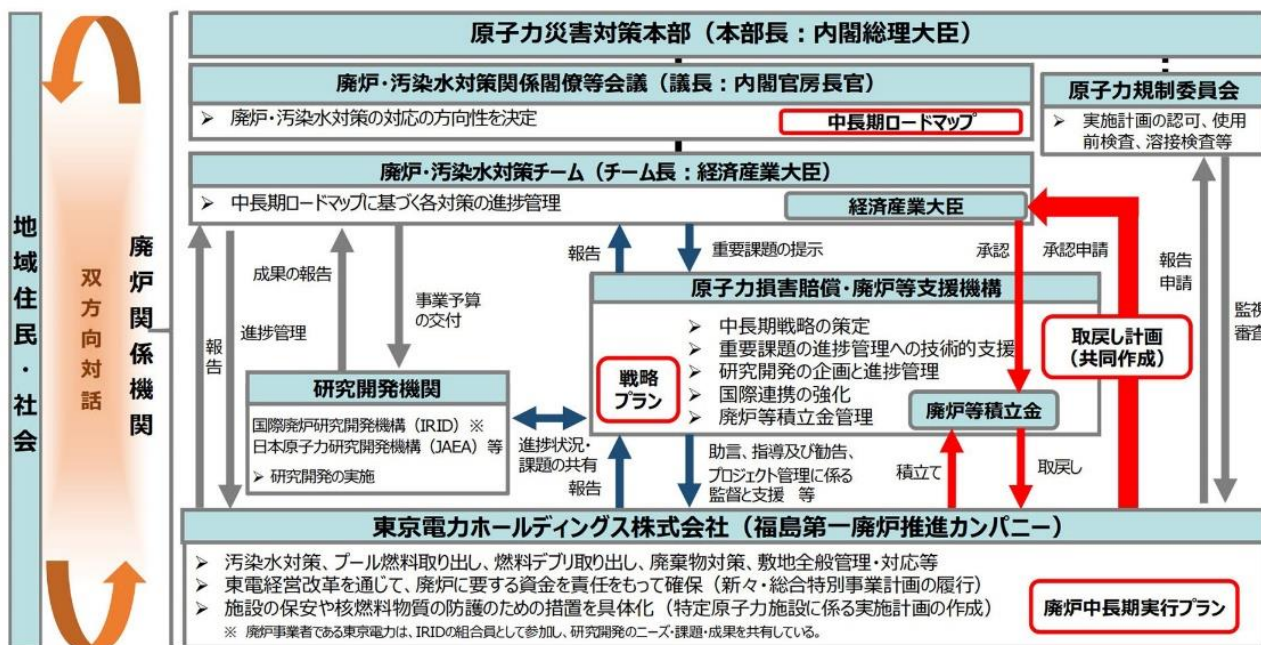 地域住民・社会
双方向対話
廃炉関係機関
原子力災害対策本部（本部長：内閣総理大臣）
廃炉・汚染水対策関係閣僚等会議（議長：内閣官房長官）
➢ 廃炉・汚染水対策の対応の方向性を決定
中長期ロードマップ
原子力規制委員会
➢ 実施計画の認可、使用
前検査、溶接検査等
廃炉・汚染水対策チーム（チーム長：経済産業大臣）
➢ 中長期ロードマップに基づく各対策の進捗管理
経済産業大臣
報告
進捗管理
成果の報告
事業予算
の交付
報告
重要課題の提示
承認
承認申請
報告
申請
監視
審査
原子力損害賠償・廃炉等支援機構
➢ 中長期戦略の策定
➢ 重要課題の進捗管理への技術的支援
➢ 研究開発の企画と進捗管理
➢ 国際連携の強化
➢ 廃炉等積立金管理
戦略
プラン
廃炉等積立金
取戻し計画
（共同作成）
研究開発機関
国際廃炉研究開発機構（IRID）※
日本原子力研究開発機構（JAEA）等
➢ 研究開発の実施
進捗状況・
課題の共有
報告
助言、指導及び勧告、
プロジェクト管理に係る
監督と支援 等
積立て
取戻し
東京電力ホールディングス株式会社（福島第一廃炉推進カンパニー）
➢ 汚染水対策、プール燃料取り出し、燃料デブリ取り出し、廃棄物対策、敷地全般管理・対応等
➢ 東電経営改革を通じて、廃炉に要する資金を責任をもって確保（新々・総合特別事業計画の履行）
➢ 施設の保安や核燃料物質の防護のための措置を具体化（特定原子力施設に係る実施計画の作成）
※ 廃炉事業者である東京電力は、IRIDの組合員として参加し、研究開発のニーズ・課題・成果を共有している。
廃炉中長期実行プラン